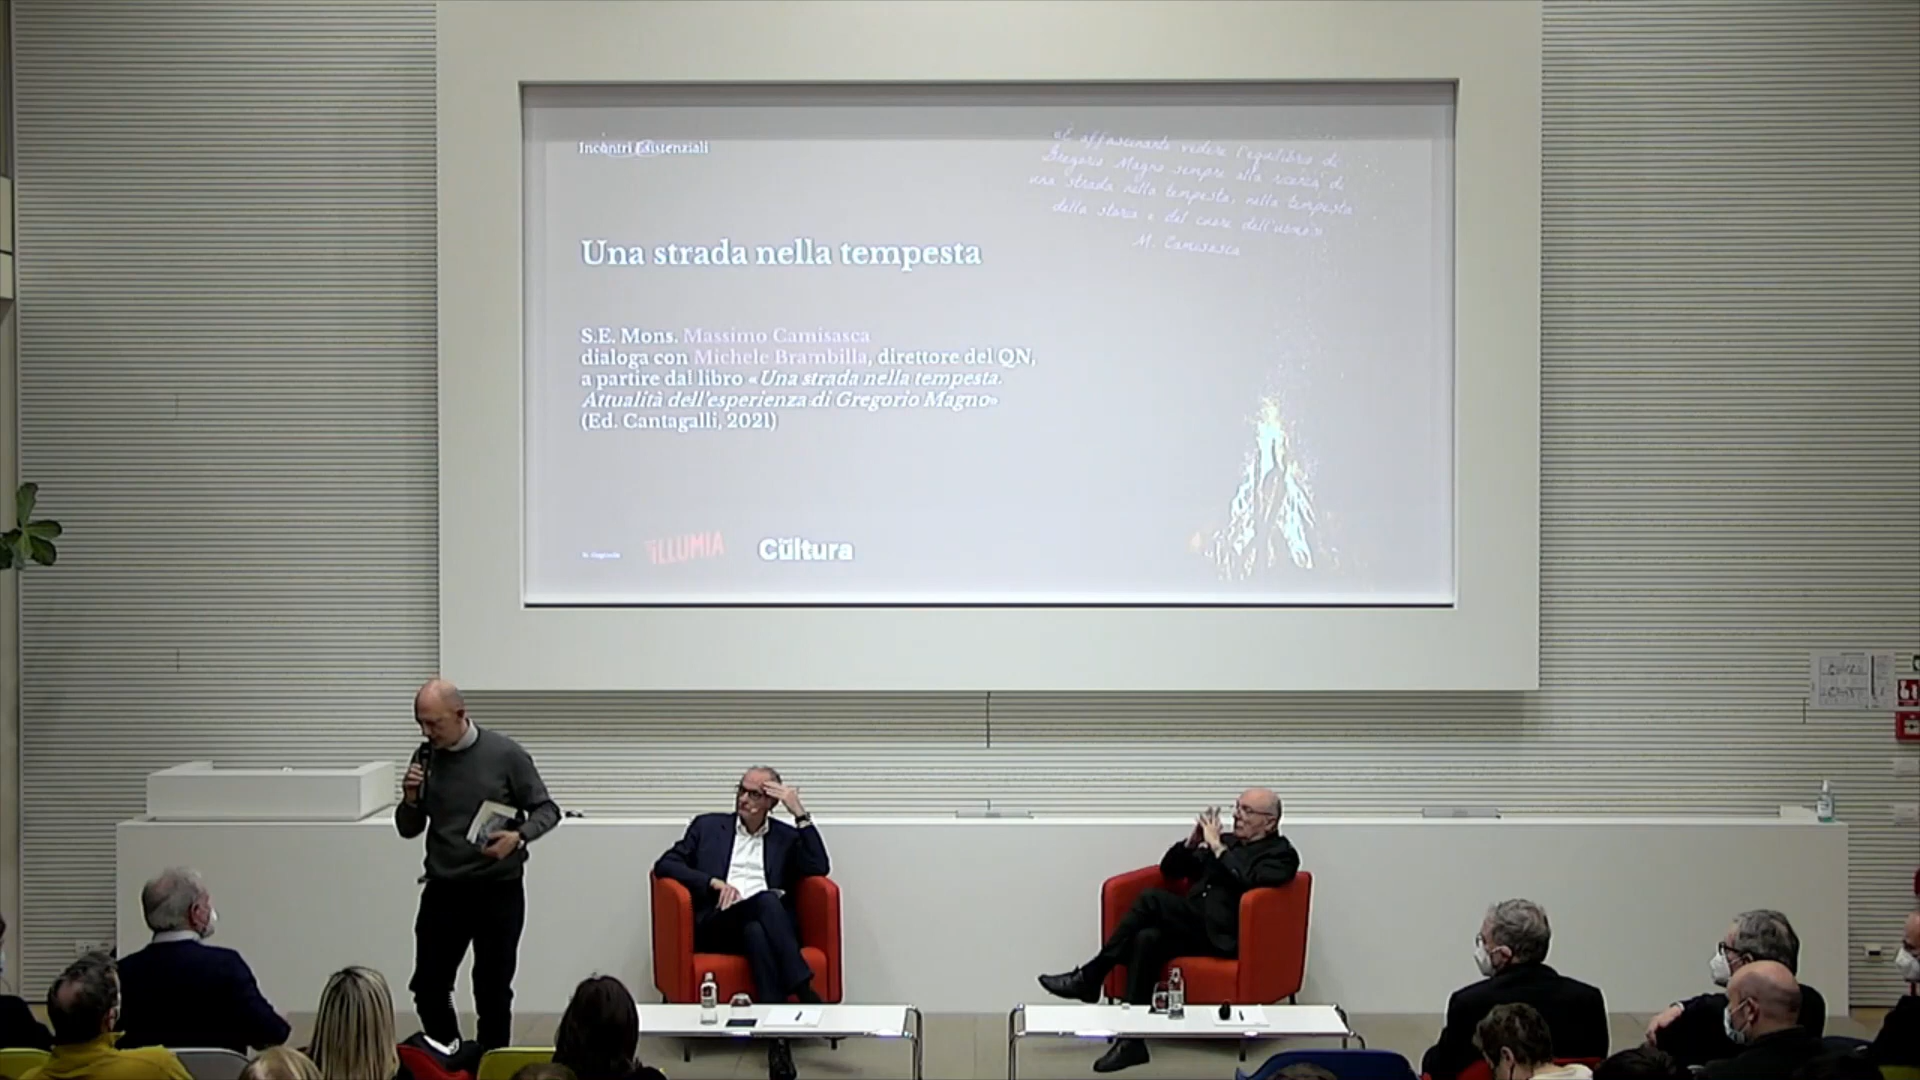 Incontri Esistenziali
«È affascinante vedere l'equilibrio di
Gregorio Magno sempre alla ricerca di
una strada nella tempesta, nella tempesta
della storia e del cuore dell'uomo»
M. Camisasca
Una strada nella tempesta
S.E. Mons. Massimo Camisasca
dialoga con Michele Brambilla, direttore del QN,
a partire dal libro «Una strada nella tempesta.
Attualità dell'esperienza di Gregorio Magno»
(Ed. Cantagalli, 2021)
iLLUMIA
Cultura